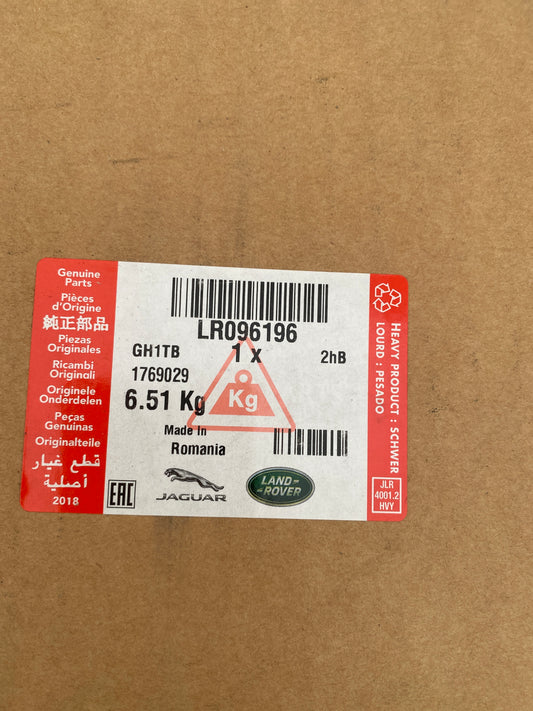 Genuine
Parts
Pièces
d'Origine
純正部品
Piezas
Originales
Ricambi
Originali
Originele
Onderdelen
Peças
Genuinas
Originalteile
قطع غيار
أصلية
2018
LR096196
1 X
GH1TB
2hB
1769029
6.51 Kg
Kg
Made In
Romania
EAC
JAGUAR
LAND-
-ROVER
HEAVY PRODUCT : SCHWER
LOURD : PESADO
JLR
4001.2
HVY